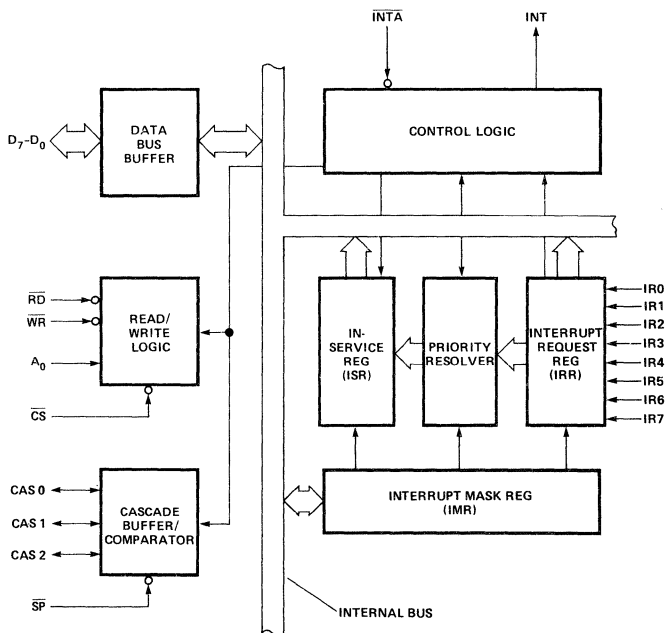 INTA INT
DATA
BUS
BUFFER
D7-D0
CONTROL LOGIC
RD
WR
A0
CS
READ/
WRITE
LOGIC
IN-
SERVICE
REG
(ISR)
PRIORITY
RESOLVER
INTERRUPT
REQUEST
REG
(IRR)
IR0
IR1
IR2
IR3
IR4
IR5
IR6
IR7
CAS 0
CAS 1
CAS 2
SP
CASCADE
BUFFER/
COMPARATOR
INTERRUPT MASK REG
(IMR)
INTERNAL BUS